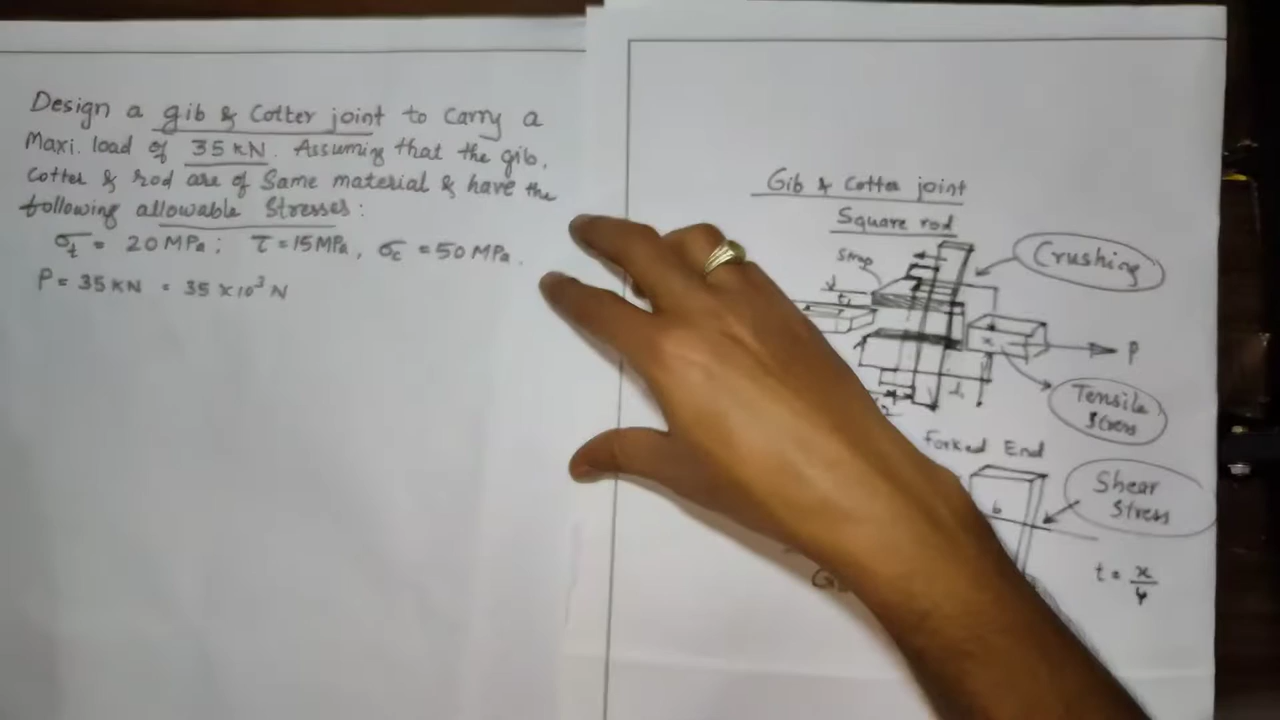 Design a gib & Cotter joint to Carry a
Maxi. load of 35 kN. Assuming that the gib,
Cotter & rod are of Same material & have the
following allowable Stresses:
σt = 20 MPa; τ = 15 MPa, σc = 50 MPa.
P = 35 KN = 35 × 10³ N
Gib & Cotter joint
Square rod
Strap
Crushing
t1
x
P
l1
Tensile
Stress
Forked End
Shear
Stress
b
t = x/4